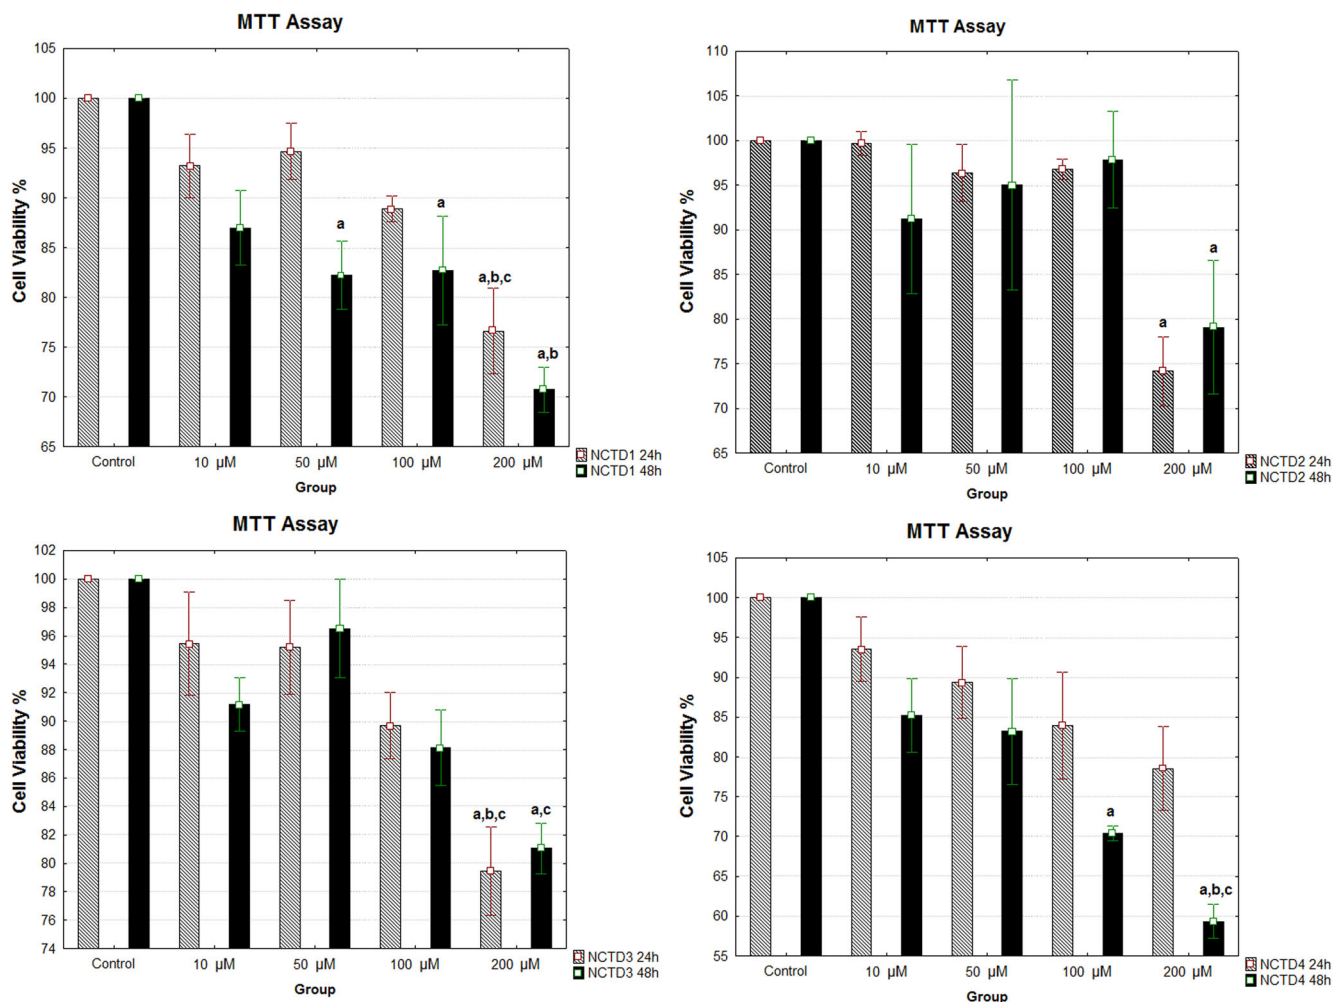 MTT Assay
105
100
95
90
85
80
75
70
65
Cell Viability %
a
a
a,b,c
a,b
Control
10 µM
50 µM
100 µM
200 µM
Group
NCTD1 24h
NCTD1 48h
MTT Assay
110
105
100
95
90
85
80
75
70
65
Cell Viability %
a
a
Control
10 µM
50 µM
100 µM
200 µM
Group
NCTD2 24h
NCTD2 48h
MTT Assay
102
100
98
96
94
92
90
88
86
84
82
80
78
76
74
Cell Viability %
a,b,c
a,c
Control
10 µM
50 µM
100 µM
200 µM
Group
NCTD3 24h
NCTD3 48h
MTT Assay
105
100
95
90
85
80
75
70
65
60
55
Cell Viability %
a
a,b,c
Control
10 µM
50 µM
100 µM
200 µM
Group
NCTD4 24h
NCTD4 48h